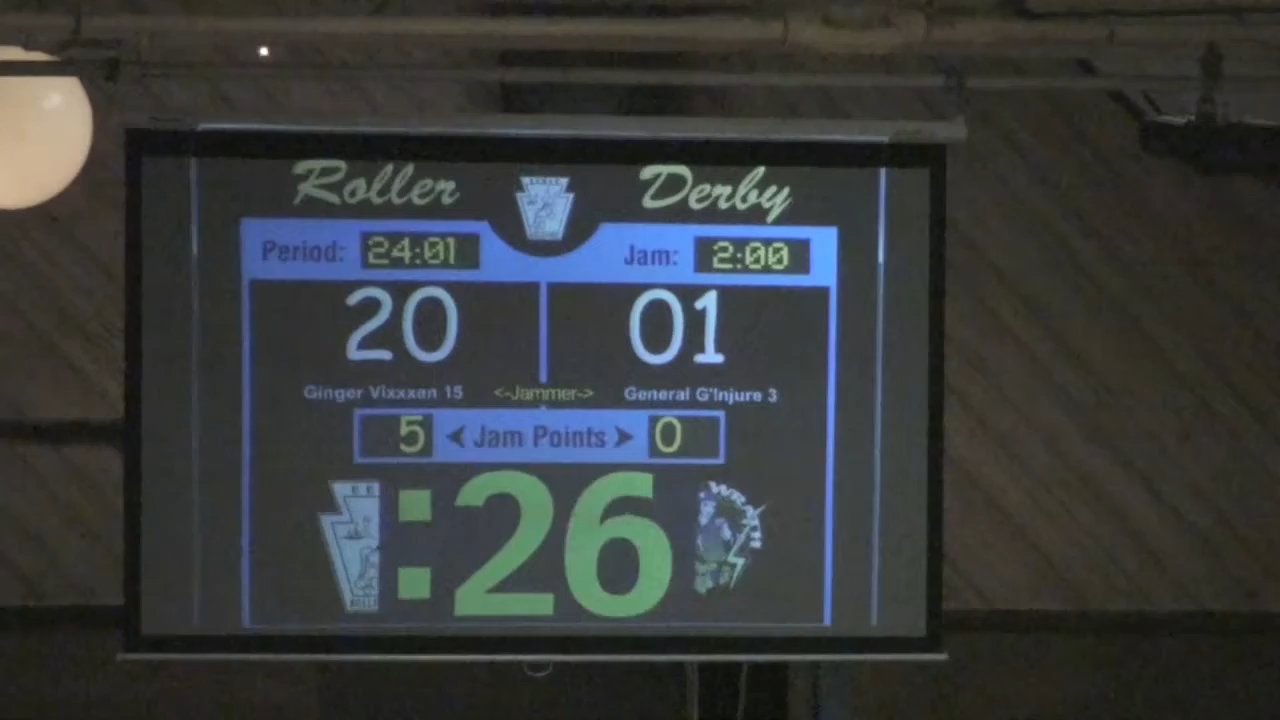 Roller Derby
Period: 24:01 Jam: 2:00
20 01
Ginger Vixxxen 15 <-Jammer-> General G'Injure 3
5 Jam Points 0
:26
WRATH